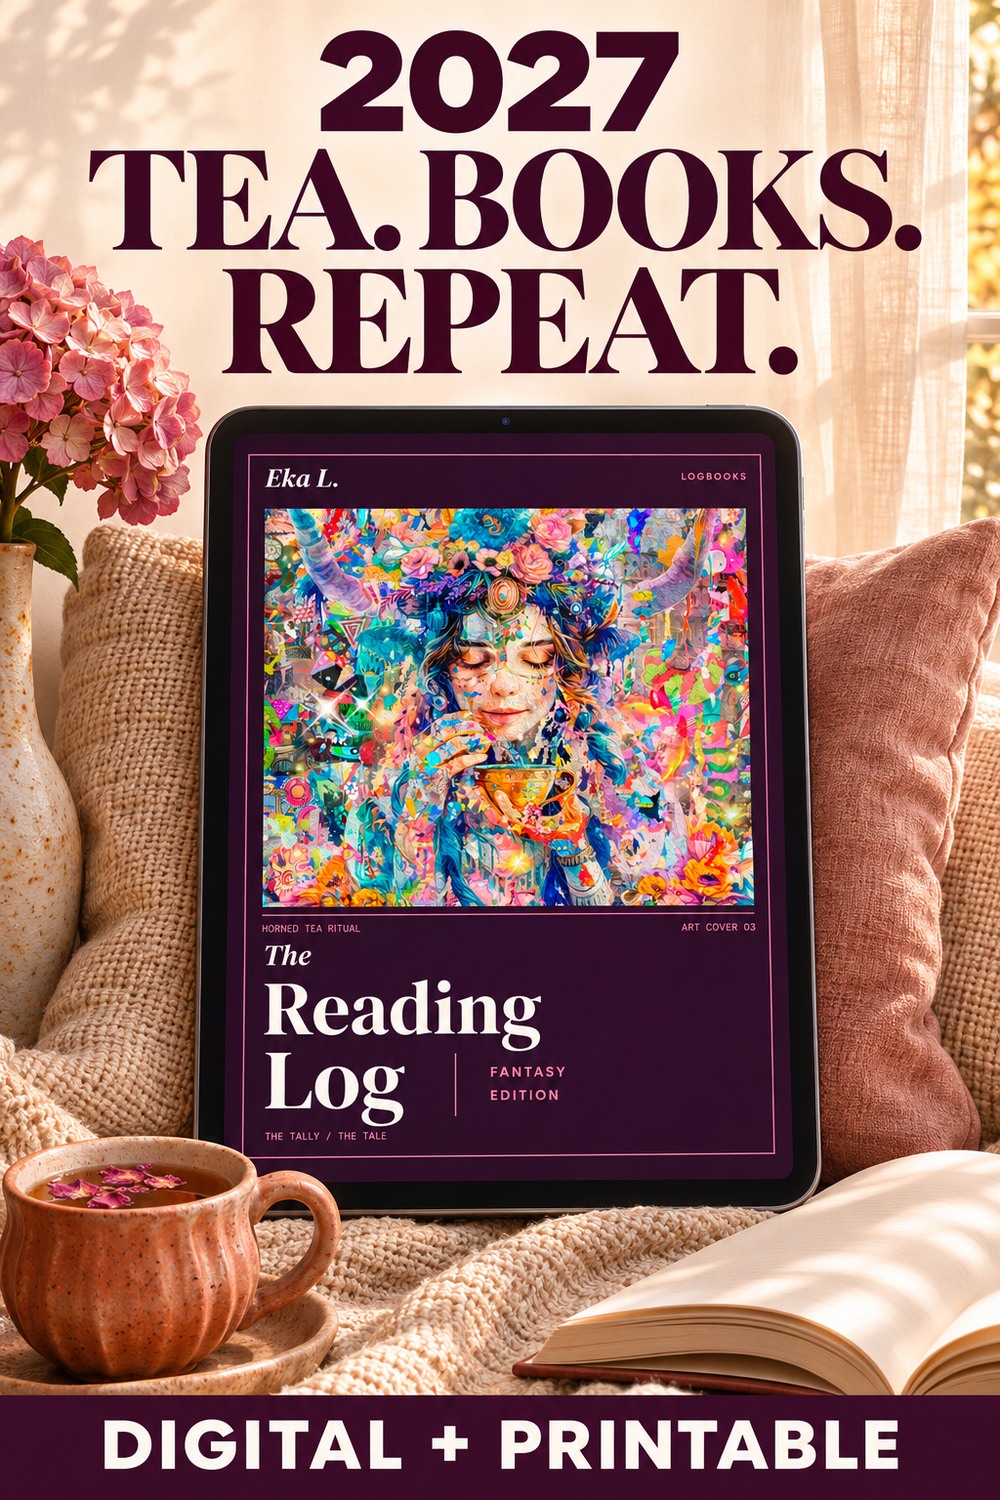 2027
TEA. BOOKS.
REPEAT.
Eka L.
LOGBOOKS
HORNED TEA RITUAL
ART COVER 03
The
Reading
Log
FANTASY
EDITION
THE TALLY / THE TALE
DIGITAL + PRINTABLE